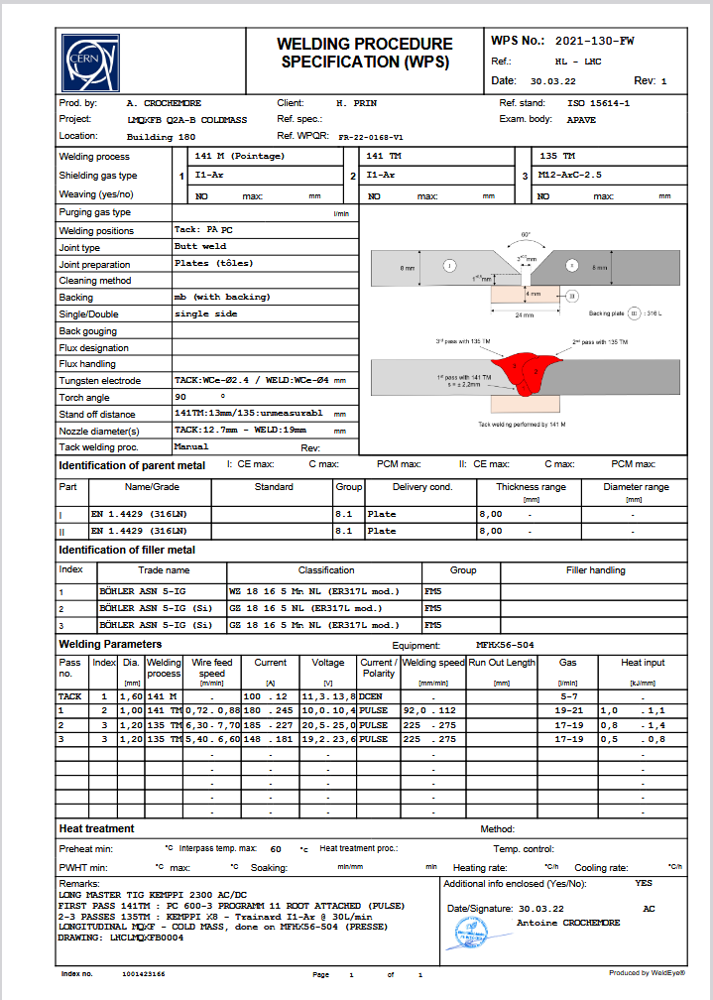 CERN
WELDING PROCEDURE SPECIFICATION (WPS)
WPS No.: 2021-130-FW
Ref.: HL - LHC
Date: 30.03.22 Rev: 1
Prod. by: A. CROCHEMORE Client: H. PRIN Ref. stand: ISO 15614-1
Project: LMQXFB Q2A-B COLDMASS Ref. spec.: Exam. body: APAVE
Location: Building 180 Ref. WPQR: FR-22-0168-V1
Welding process 1 141 M (Pointage) 2 141 TM 3 135 TM
Shielding gas type I1-Ar I1-Ar M12-ArC-2.5
Weaving (yes/no) NO max: mm NO max: mm NO max: mm
Purging gas type l/min
Welding positions Tack: PA PC
Joint type Butt weld
Joint preparation Plates (tôles)
Cleaning method
Backing mb (with backing)
Single/Double single side
Back gouging
Flux designation
Flux handling
Tungsten electrode TACK:WCe-Ø2.4 / WELD:WCe-Ø4 mm
Torch angle 90 °
Stand off distance 141TM:13mm/135:unmeasurabl mm
Nozzle diameter(s) TACK:12.7mm - WELD:19mm mm
Tack welding proc. Manual Rev:
60°
8 mm I II 8 mm
4 mm III
24 mm Backing plate III : 316 L
3rd pass with 135 TM 2nd pass with 135 TM
1st pass with 141 TM
s = ± 2,2mm
3 2 1
Tack welding performed by 141 M
Identification of parent metal I: CE max: C max: PCM max: II: CE max: C max: PCM max:
Part Name/Grade Standard Group Delivery cond. Thickness range [mm] Diameter range [mm]
I EN 1.4429 (316LN) 8.1 Plate 8,00 - -
II EN 1.4429 (316LN) 8.1 Plate 8,00 - -
Identification of filler metal
Index Trade name Classification Group Filler handling
1 BÖHLER ASN 5-IG WZ 18 16 5 Mn NL (ER317L mod.) FM5
2 BÖHLER ASN 5-IG (Si) GZ 18 16 5 NL (ER317L mod.) FM5
3 BÖHLER ASN 5-IG (Si) GZ 18 16 5 Mn NL (ER317L mod.) FM5
Welding Parameters Equipment: MFHX56-504
Pass no. Index Dia. [mm] Welding process Wire feed speed [m/min] Current [A] Voltage [V] Current / Polarity Welding speed [mm/min] Run Out Length [mm] Gas [l/min] Heat input [kJ/mm]
TACK 1 1,60 141 M - 100 . 12 11,3.13,8 DCEN - 5-7
1 2 1,00 141 TM 0,72. 0,88 180 . 245 10,0.10,4 PULSE 92,0 . 112 19-21 1,0 . 1,1
2 3 1,20 135 TM 6,30- 7,70 185 - 227 20,5-25,0 PULSE 225 - 275 17-19 0,8 - 1,4
3 3 1,20 135 TM 5,40. 6,60 148 . 181 19,2.23,6 PULSE 225 . 275 17-19 0,5 . 0,8
- - - - -
- - - - -
- - - - -
- - - - -
- - - - -
Heat treatment Method:
Preheat min: °C Interpass temp. max: 60 °C Heat treatment proc.: Temp. control:
PWHT min: °C max: °C Soaking: min/mm min Heating rate: °C/h Cooling rate: °C/h
Remarks: Additional info enclosed (Yes/No): YES
LONG MASTER TIG KEMPPI 2300 AC/DC
FIRST PASS 141TM : PC 600-3 PROGRAMM 11 ROOT ATTACHED (PULSE)
2-3 PASSES 135TM : KEMPPI X8 - Trainard I1-Ar @ 30L/min
LONGITUDINAL MQXF - COLD MASS, done on MFHX56-504 (PRESSE)
DRAWING: LHCLMQXFB0004
Date/Signature: 30.03.22 AC
Antoine CROCHEMORE
Index no. 1001423166 Page 1 of 1 Produced by WeldEye®